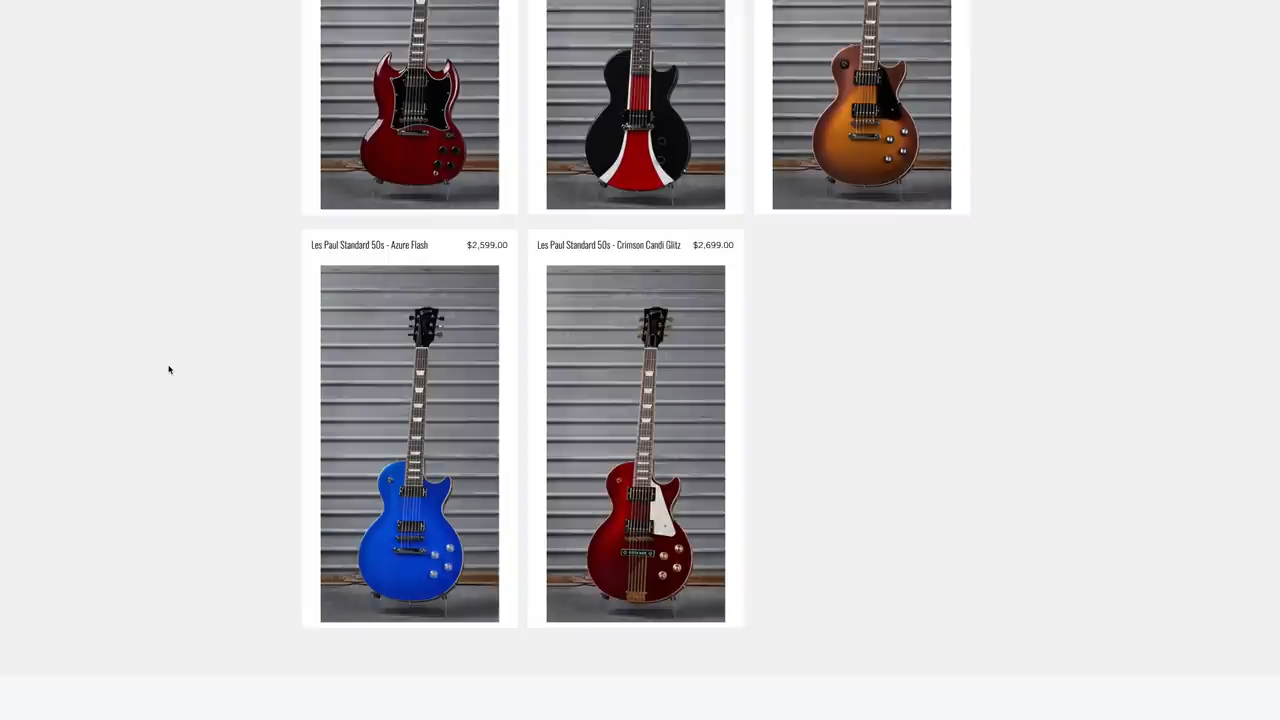 Les Paul Standard 50s - Azure Flash $2,599.00
Les Paul Standard 50s - Crimson Candi Glitz $2,699.00